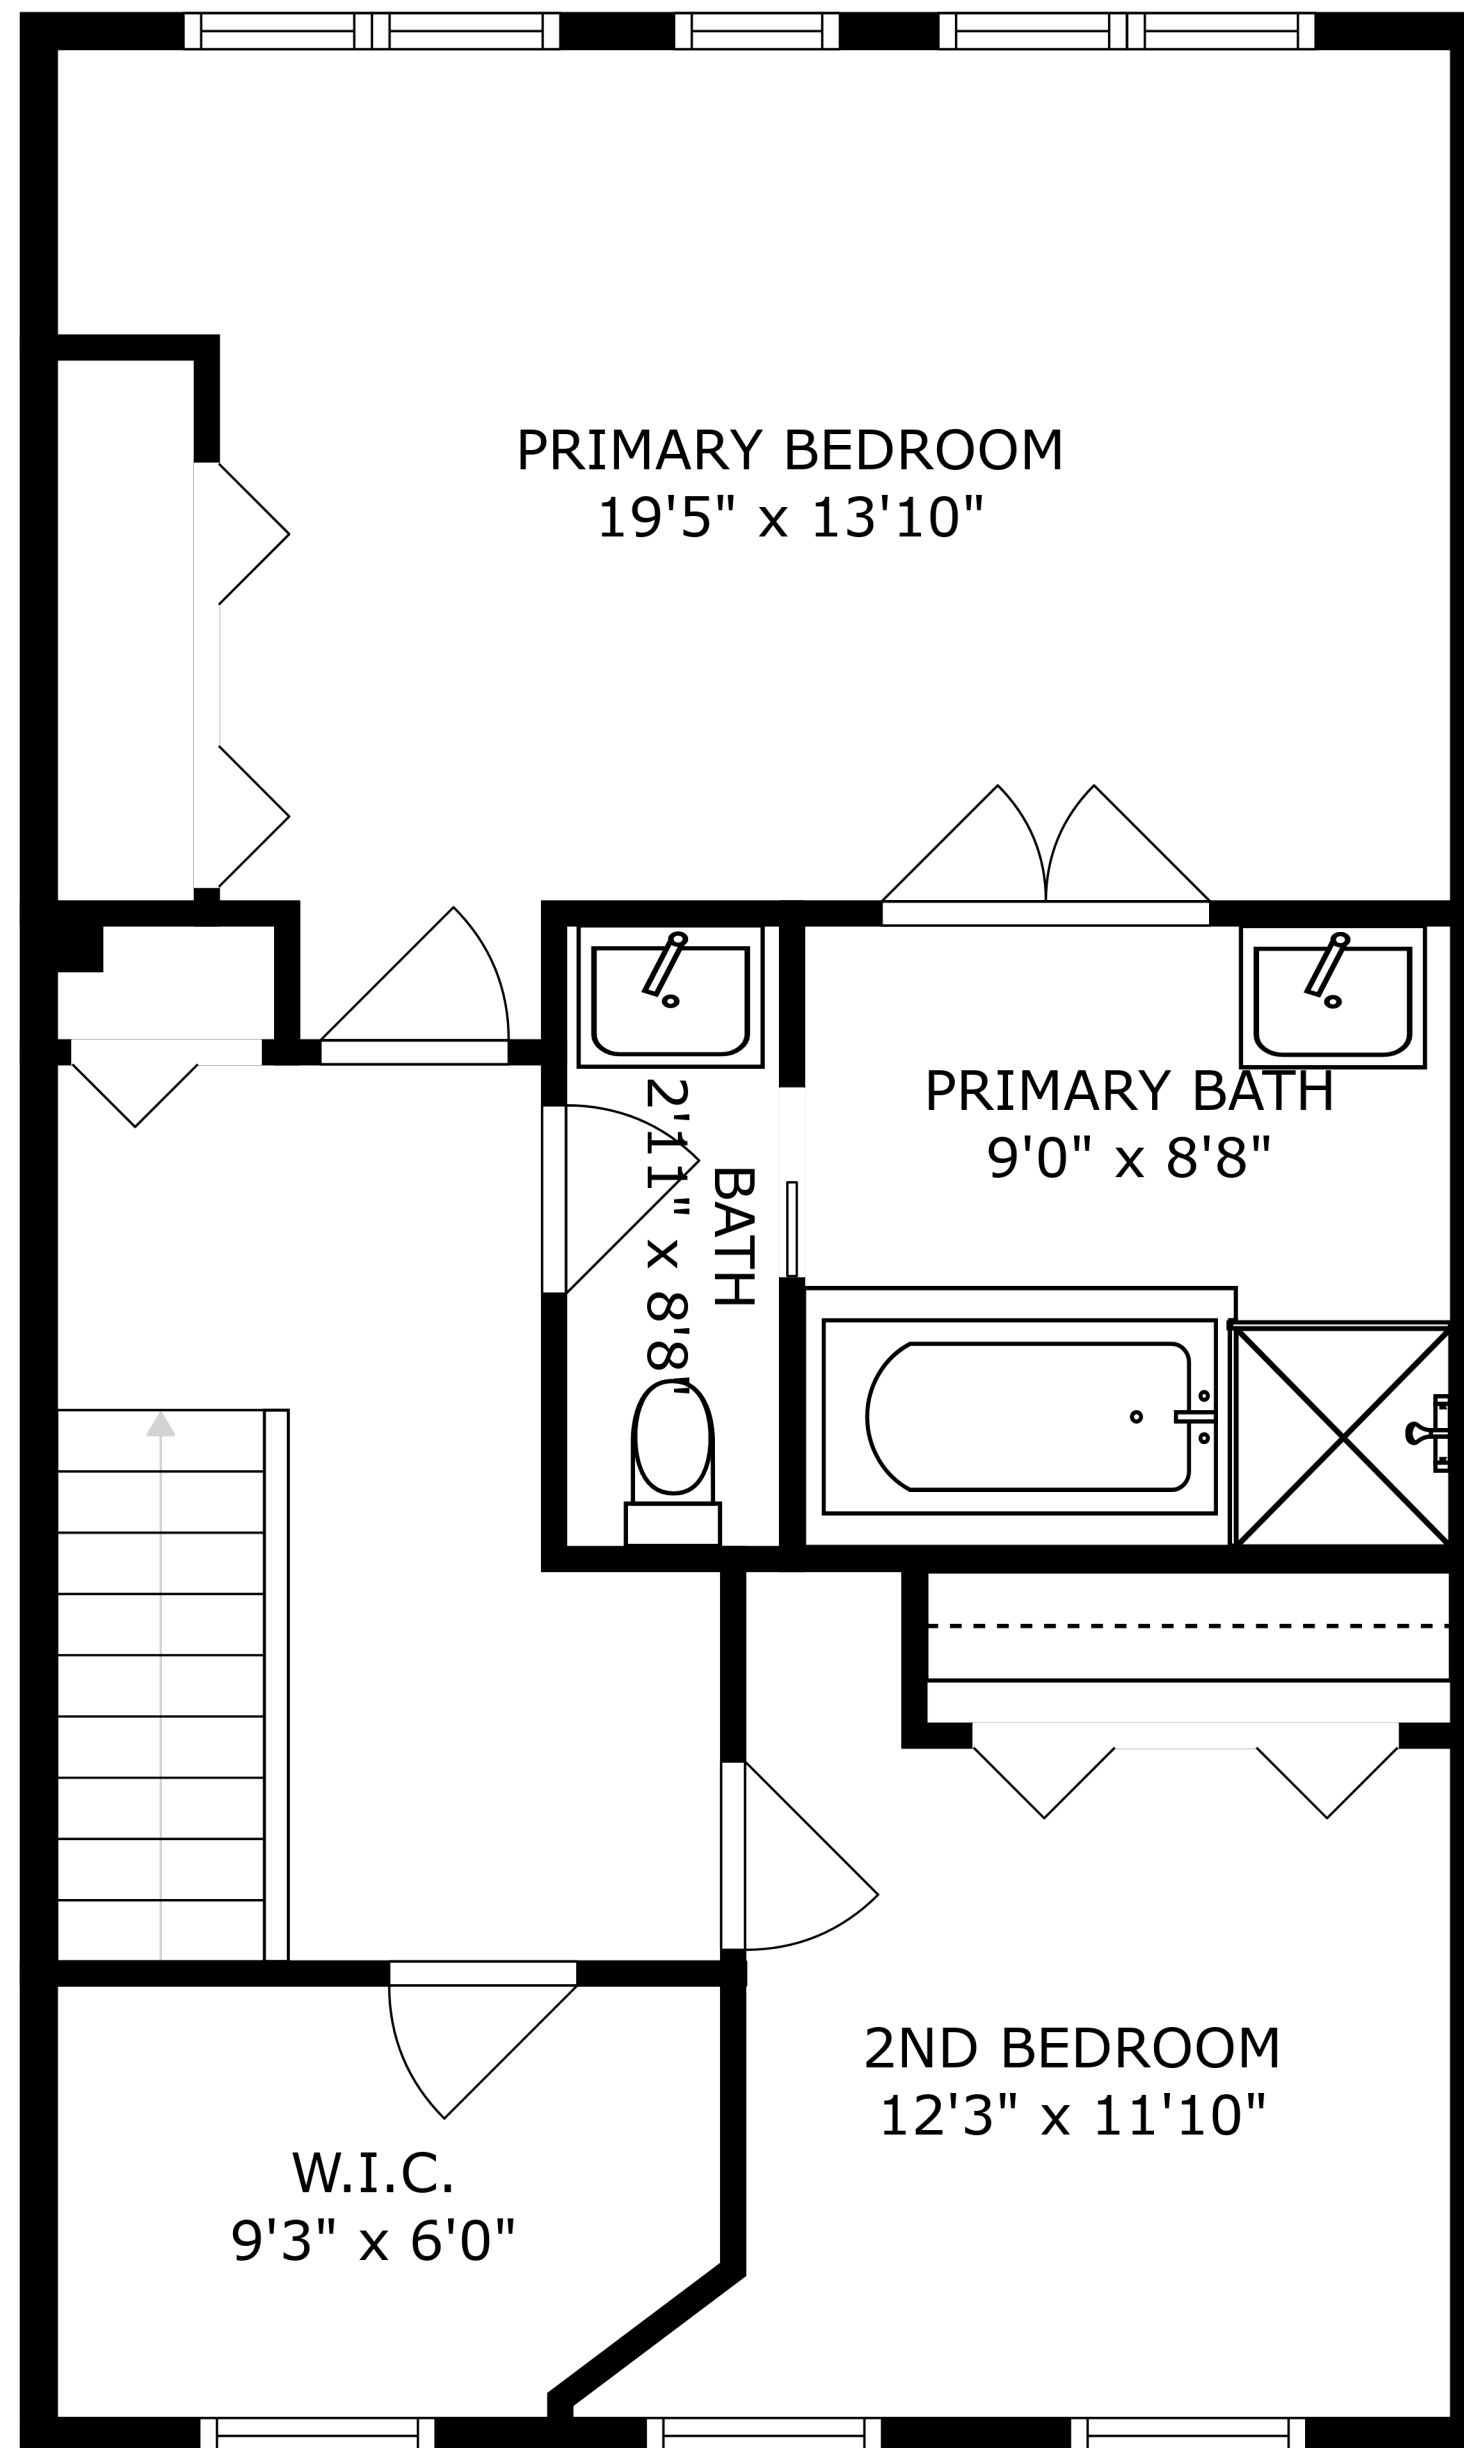 PRIMARY BEDROOM
19'5" x 13'10"
PRIMARY BATH
9'0" x 8'8"
BATH
2'11" x 8'8"
2ND BEDROOM
12'3" x 11'10"
W.I.C.
9'3" x 6'0"